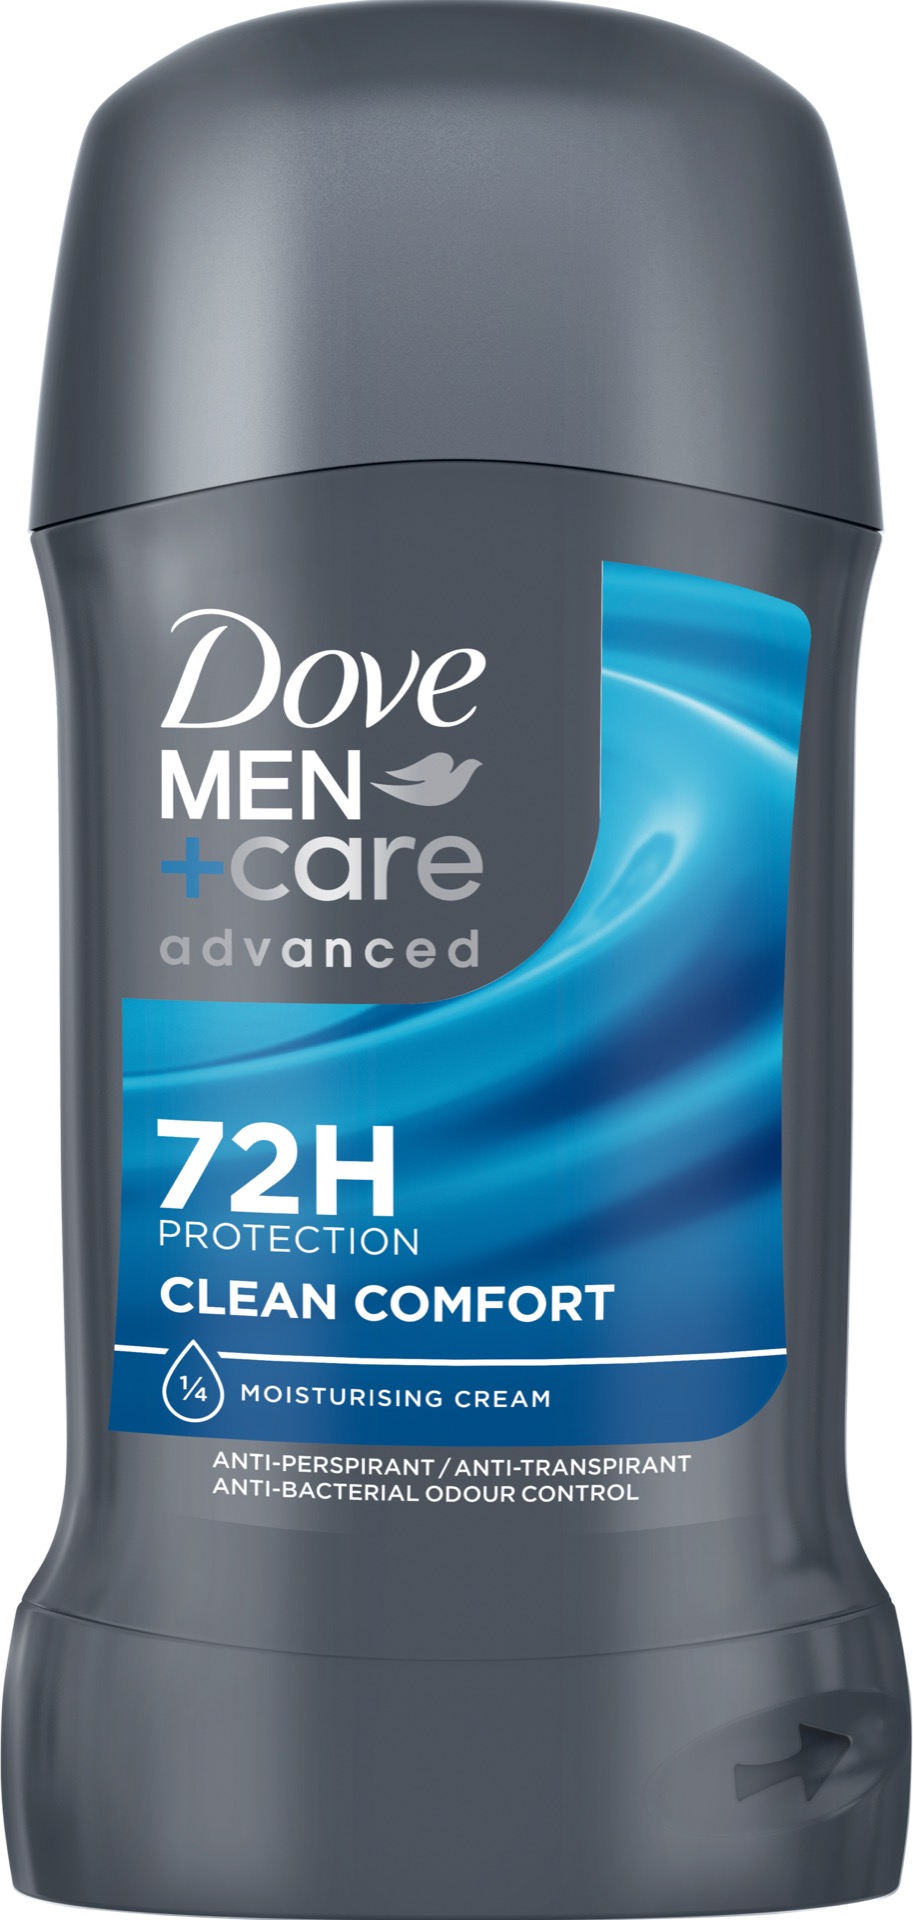 Dove
MEN
+care
advanced
72H
PROTECTION
CLEAN COMFORT
1/4 MOISTURISING CREAM
ANTI-PERSPIRANT / ANTI-TRANSPIRANT
ANTI-BACTERIAL ODOUR CONTROL